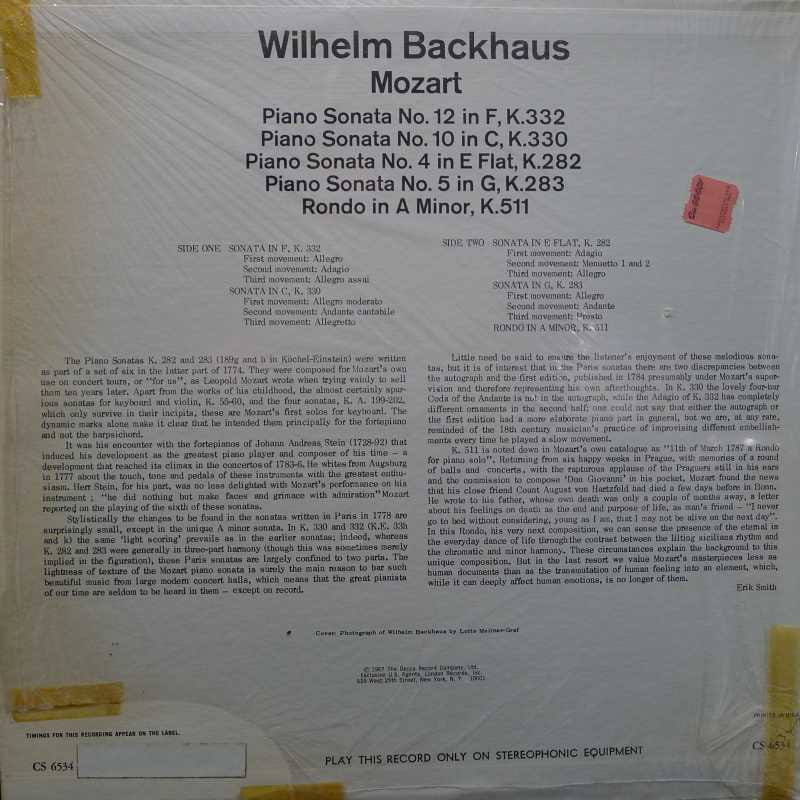 Wilhelm Backhaus
Mozart
Piano Sonata No. 12 in F, K.332
Piano Sonata No. 10 in C, K.330
Piano Sonata No. 4 in E Flat, K.282
Piano Sonata No. 5 in G, K.283
Rondo in A Minor, K.511
SIDE ONE SONATA IN F, K. 332
First movement: Allegro
Second movement: Adagio
Third movement: Allegro assai
SONATA IN C, K. 330
First movement: Allegro moderato
Second movement: Andante cantabile
Third movement: Allegretto
SIDE TWO SONATA IN E FLAT, K. 282
First movement: Adagio
Second movement: Menuetto 1 and 2
Third movement: Allegro
SONATA IN G, K. 283
First movement: Allegro
Second movement: Andante
Third movement: Presto
RONDO IN A MINOR, K. 511
The Piano Sonatas K. 282 and 283 (189g and h in Köchel-Einstein) were written
as part of a set of six in the latter part of 1774. They were composed for Mozart's own
use on concert tours, or "for us", as Leopold Mozart wrote when trying vainly to sell
them ten years later. Apart from the works of his childhood, the almost certainly spur-
ious sonatas for keyboard and violin, K. 55-60, and the four sonatas, K. A. 199-202,
which only survive in their incipits, these are Mozart's first solos for keyboard. The
dynamic marks alone make it clear that he intended them principally for the fortepiano
and not the harpsichord.
It was his encounter with the fortepianos of Johann Andreas Stein (1728-92) that
induced his development as the greatest piano player and composer of his time – a
development that reached its climax in the concertos of 1783-6. He writes from Augsburg
in 1777 about the touch, tone and pedals of these instruments with the greatest enthu-
siasm. Herr Stein, for his part, was no less delighted with Mozart's performance on his
instrument ; "he did nothing but make faces and grimace with admiration" Mozart
reported on the playing of the sixth of these sonatas.
Stylistically the changes to be found in the sonatas written in Paris in 1778 are
surprisingly small, except in the unique A minor sonata. In K. 330 and 332 (K.E. 33h
and k) the same 'light scoring' prevails as in the earlier sonatas; indeed, whereas
K. 282 and 283 were generally in three-part harmony (though this was sometimes merely
implied in the figuration), these Paris sonatas are largely confined to two parts. The
lightness of texture of the Mozart piano sonata is surely the main reason to bar such
beautiful music from large modern concert halls, which means that the great pianists
of our time are seldom to be heard in them – except on record.
Little need be said to ensure the listener's enjoyment of these melodious sona-
tas, but it is of interest that in the Paris sonatas there are two discrepancies between
the autograph and the first edition, published in 1784 presumably under Mozart's super-
vision and therefore representing his own afterthoughts. In K. 330 the lovely four-bar
Coda of the Andante is not in the autograph, while the Adagio of K. 332 has completely
different ornaments in the second half; one could not say that either the autograph or
the first edition had a more elaborate piano part in general, but we are, at any rate,
reminded of the 18th century musician's practice of improvising different embellish-
ments every time he played a slow movement.
K. 511 is noted down in Mozart's own catalogue as "11th of March 1787 a Rondo
for piano solo". Returning from six happy weeks in Prague, with memories of a round
of balls and concerts, with the rapturous applause of the Praguers still in his ears
and the commission to compose 'Don Giovanni' in his pocket, Mozart found the news
that his close friend Count August von Hatzfeld had died a few days before in Bonn.
He wrote to his father, whose own death was only a couple of months away, a letter
about his feelings on death as the end and purpose of life, as man's friend – "I never
go to bed without considering, young as I am, that I may not be alive on the next day".
In this Rondo, his very next composition, we can sense the presence of the eternal in
the everyday dance of life through the contrast between the lilting siciliana rhythm and
the chromatic and minor harmony. These circumstances explain the background to this
unique composition. But in the last resort we value Mozart's masterpieces less as
human documents than as the transmutation of human feeling into an element, which,
while it can deeply affect human emotions, is no longer of them.
Erik Smith
Cover: Photograph of Wilhelm Backhaus by Lotte Meitner-Graf
© 1967 The Decca Record Company, Ltd.
Exclusive U.S. Agents, London Records, Inc.
539 West 25th Street, New York, N. Y. 10001
TIMINGS FOR THIS RECORDING APPEAR ON THE LABEL.
CS 6534
PLAY THIS RECORD ONLY ON STEREOPHONIC EQUIPMENT
PRINTED IN U.S.A.
CS 6534